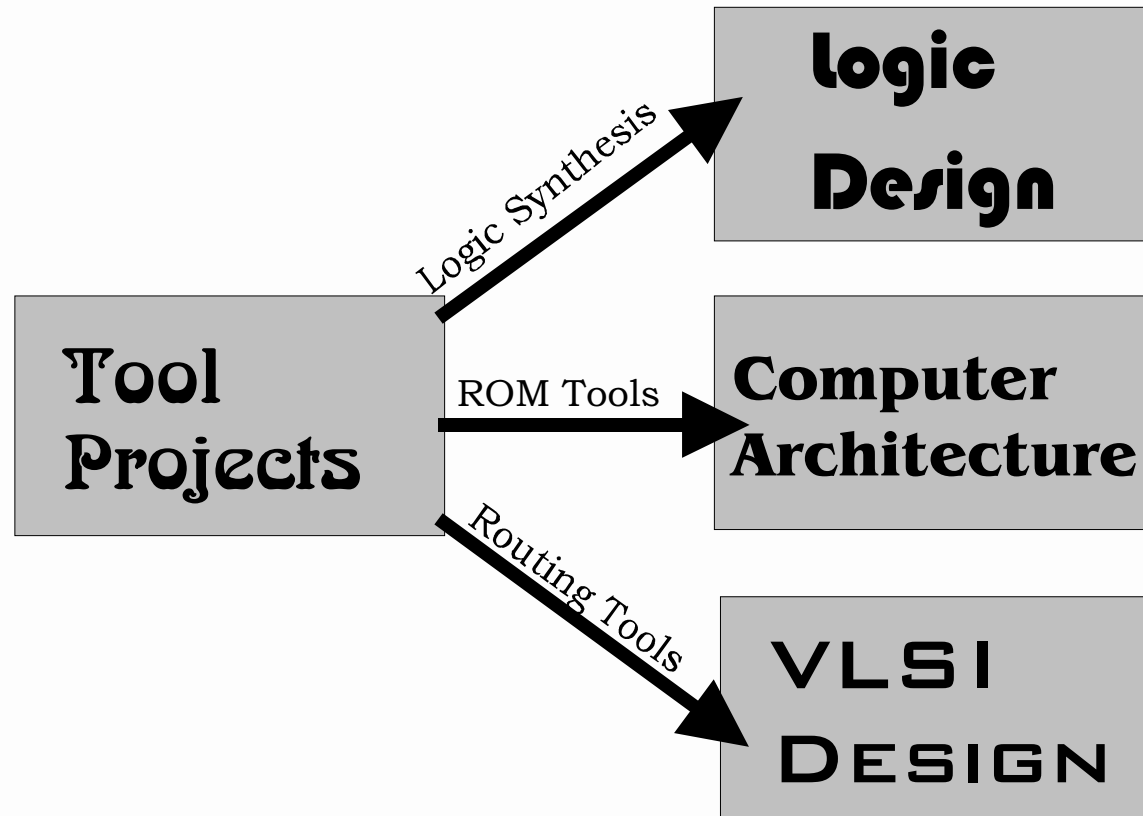 Logic
Design
Logic Synthesis
Tool
Projects
ROM Tools
Computer
Architecture
Routing Tools
VLSI
DESIGN